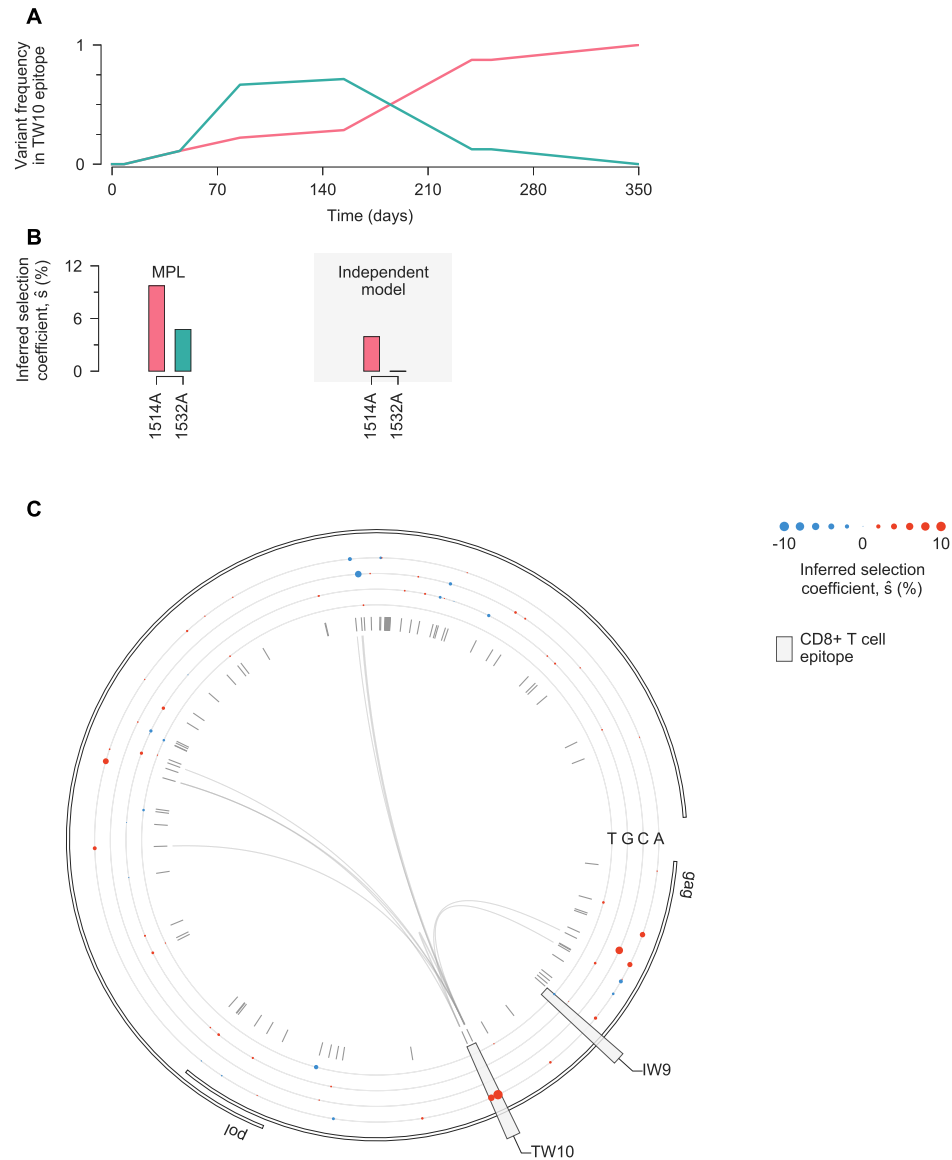 A
Variant frequency
in TW10 epitope
1
0
0 70 140 210 280 350
Time (days)
B
Inferred selection
coefficient, ŝ (%)
12
6
0
MPL
1514A
1532A
Independent
model
1514A
1532A
C
-10 0 10
Inferred selection
coefficient, ŝ (%)
CD8+ T cell
epitope
T G C A
gag
IW9
TW10
pol